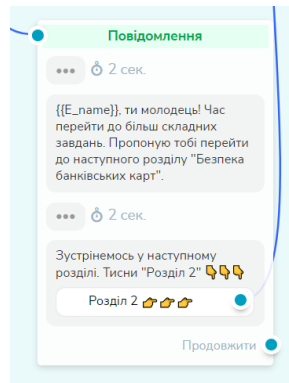 Повідомлення
2 сек.
{{E_name}}, ти молодець! Час
перейти до більш складних
завдань. Пропоную тобі перейти
до наступного розділу "Безпека
банківських карт".
2 сек.
Зустрінемось у наступному
розділі. Тисни "Розділ 2" 👇👇👇
Розділ 2 👉👉👉
Продовжити